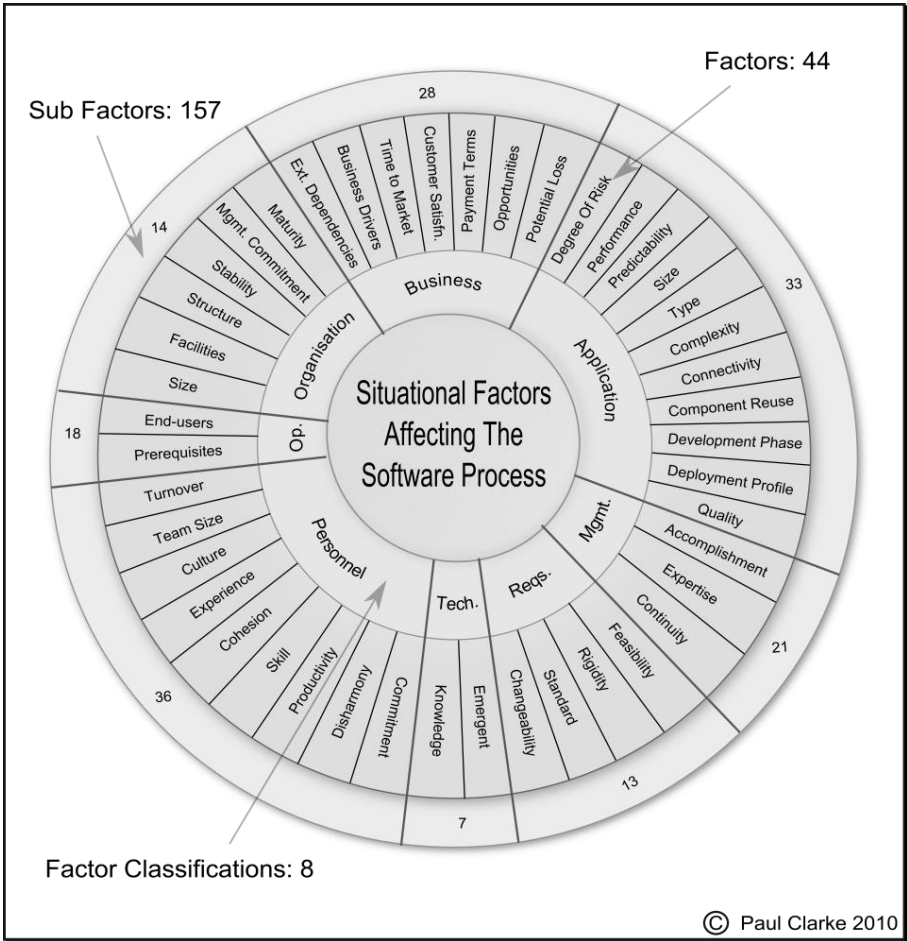 Factors: 44
Sub Factors: 157
28
33
21
13
7
36
18
14
Ext. Dependencies
Business Drivers
Time to Market
Customer Satisfn.
Payment Terms
Opportunities
Potential Loss
Degree Of Risk
Performance
Predictability
Size
Type
Complexity
Connectivity
Component Reuse
Development Phase
Deployment Profile
Quality
Accomplishment
Expertise
Continuity
Feasibility
Rigidity
Standard
Changeability
Emergent
Knowledge
Commitment
Disharmony
Productivity
Skill
Cohesion
Experience
Culture
Team Size
Turnover
Prerequisites
End-users
Size
Facilities
Structure
Stability
Mgmt. Commitment
Maturity
Business
Application
Mgmt.
Reqs.
Tech.
Personnel
Op.
Organisation
Situational Factors
Affecting The
Software Process
Factor Classifications: 8
© Paul Clarke 2010